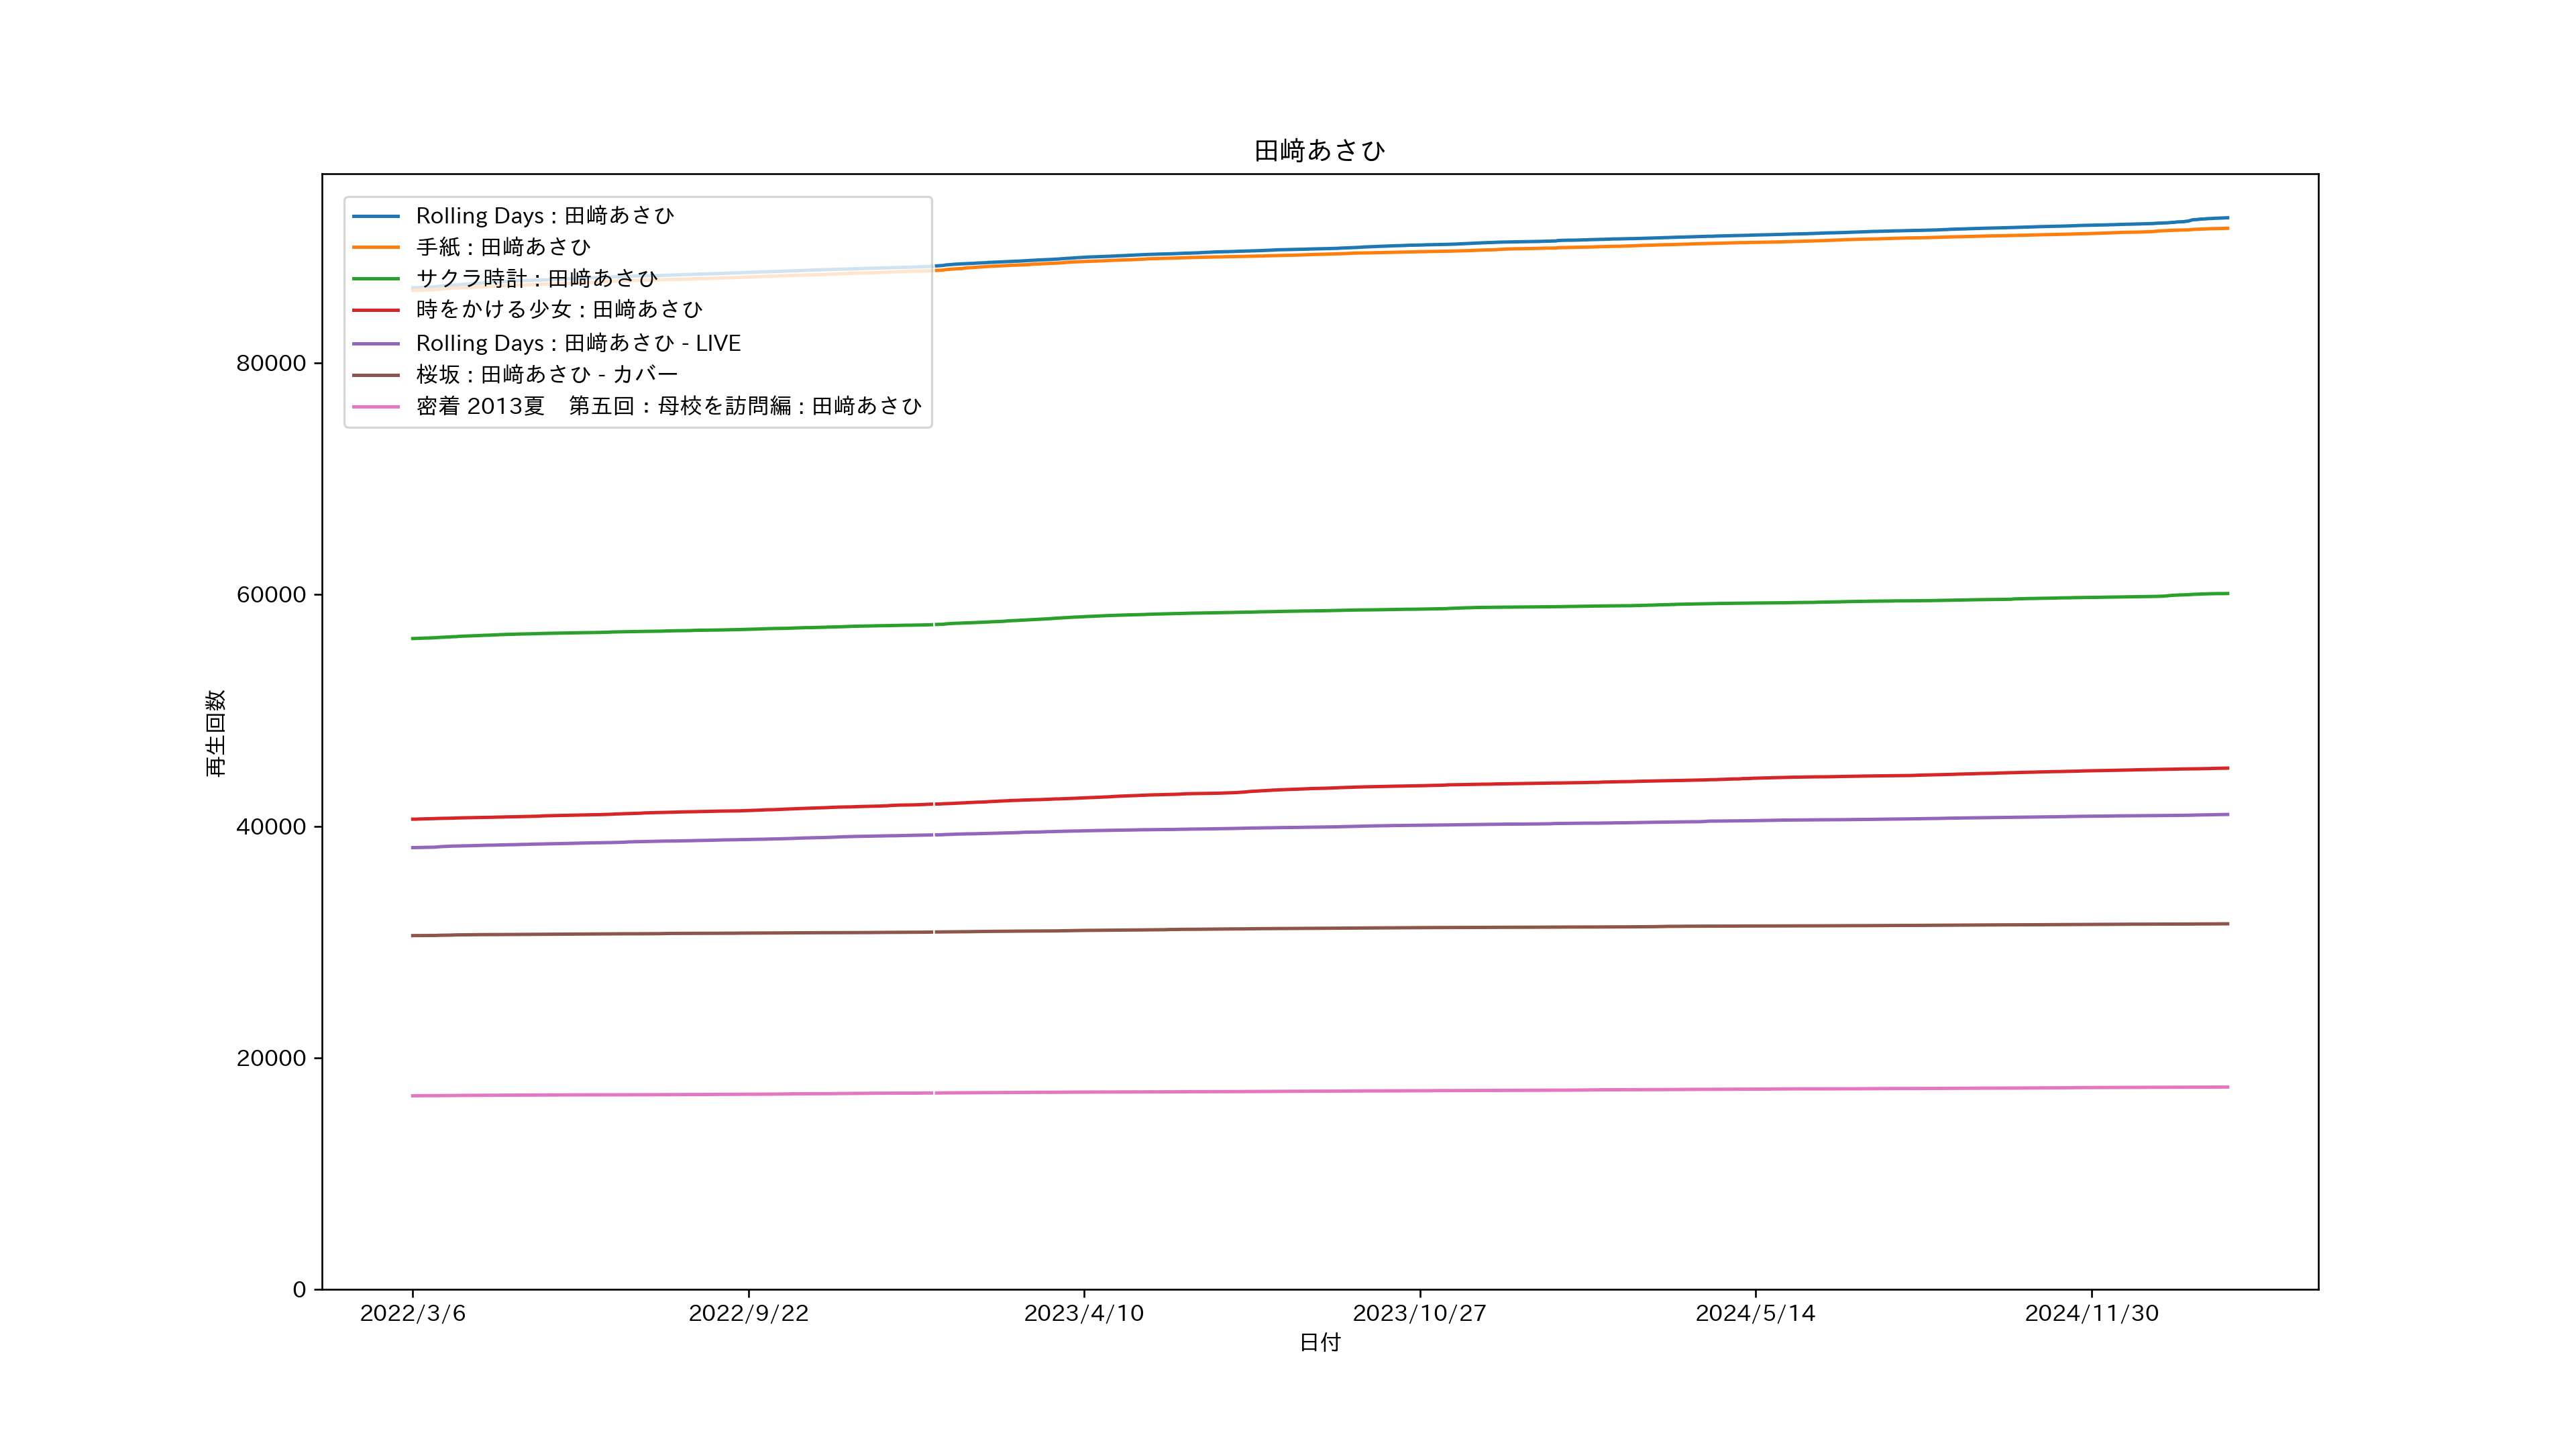 田﨑あさひ
Rolling Days : 田﨑あさひ
手紙 : 田﨑あさひ
サクラ時計 : 田﨑あさひ
時をかける少女 : 田﨑あさひ
Rolling Days : 田﨑あさひ - LIVE
桜坂 : 田﨑あさひ - カバー
密着 2013夏　第五回：母校を訪問編 : 田﨑あさひ
再生回数
80000
60000
40000
20000
0
2022/3/6
2022/9/22
2023/4/10
2023/10/27
2024/5/14
2024/11/30
日付